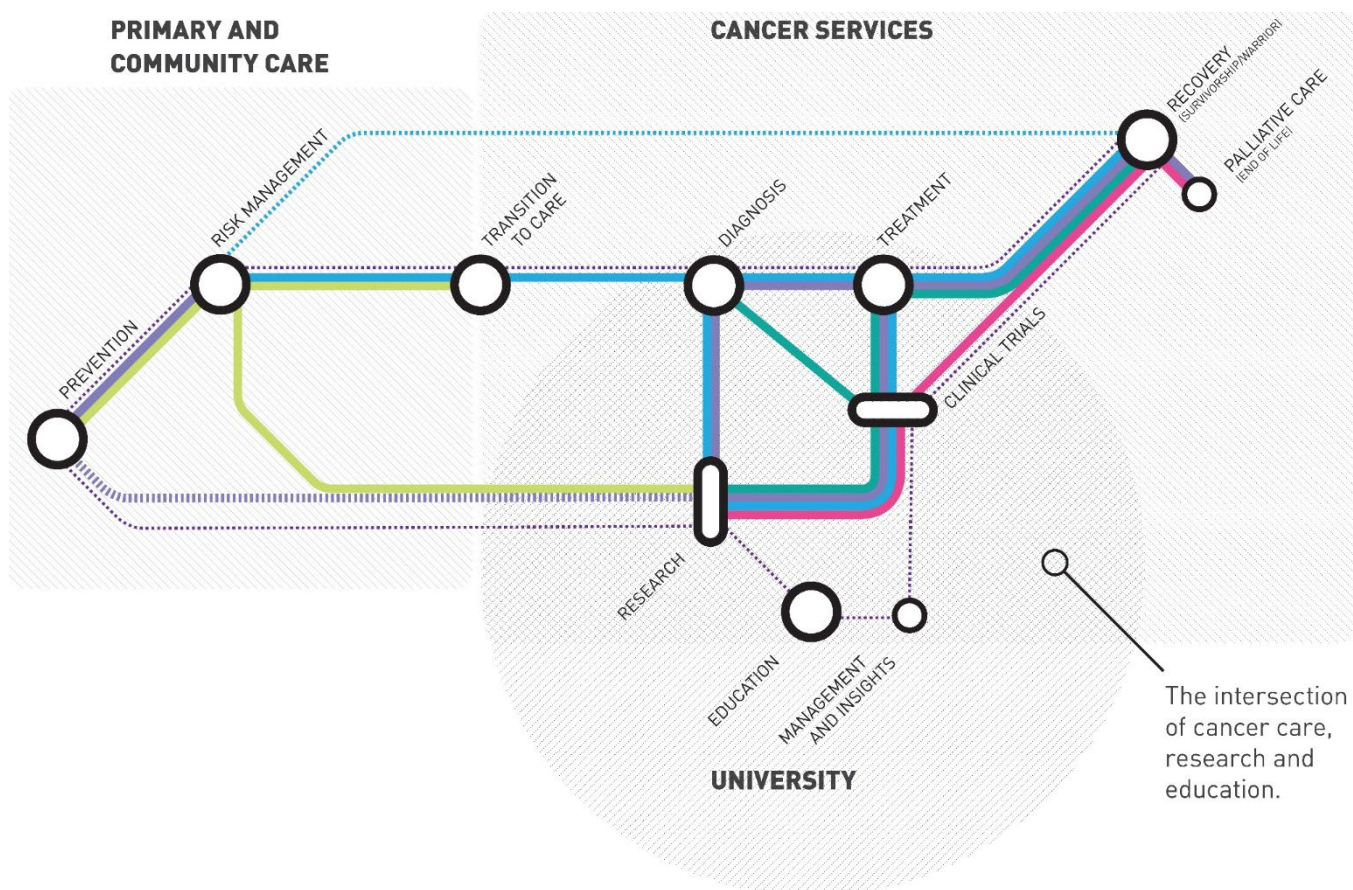 PRIMARY AND
COMMUNITY CARE
CANCER SERVICES
RECOVERY
(SURVIVORSHIP/WARRIOR)
PALLIATIVE CARE
(END OF LIFE)
RISK MANAGEMENT
TRANSITION
TO CARE
DIAGNOSIS
TREATMENT
PREVENTION
CLINICAL TRIALS
RESEARCH
EDUCATION
MANAGEMENT
AND INSIGHTS
UNIVERSITY
The intersection
of cancer care,
research and
education.